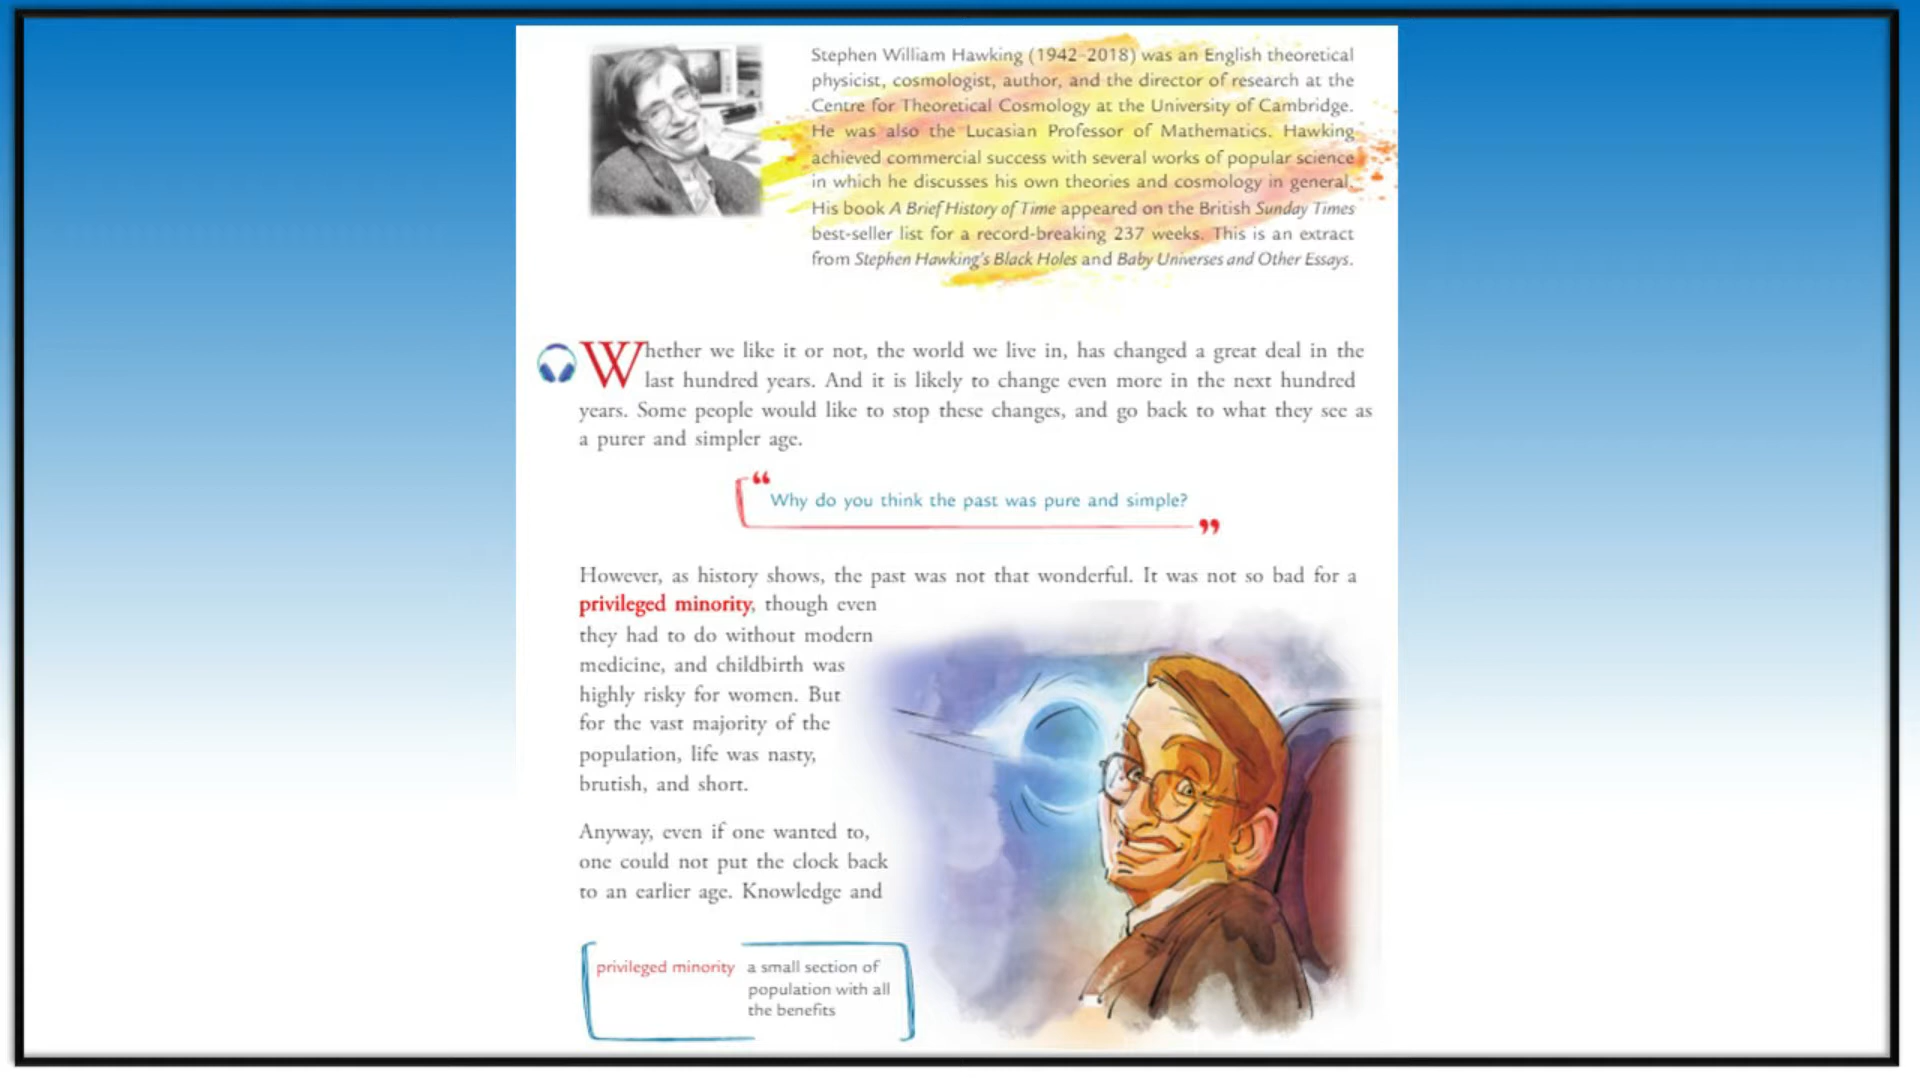 Stephen William Hawking (1942–2018) was an English theoretical
physicist, cosmologist, author, and the director of research at the
Centre for Theoretical Cosmology at the University of Cambridge.
He was also the Lucasian Professor of Mathematics. Hawking
achieved commercial success with several works of popular science
in which he discusses his own theories and cosmology in general.
His book A Brief History of Time appeared on the British Sunday Times
best-seller list for a record-breaking 237 weeks. This is an extract
from Stephen Hawking's Black Holes and Baby Universes and Other Essays.
Whether we like it or not, the world we live in, has changed a great deal in the
last hundred years. And it is likely to change even more in the next hundred
years. Some people would like to stop these changes, and go back to what they see as
a purer and simpler age.
“Why do you think the past was pure and simple?”
However, as history shows, the past was not that wonderful. It was not so bad for a
privileged minority, though even
they had to do without modern
medicine, and childbirth was
highly risky for women. But
for the vast majority of the
population, life was nasty,
brutish, and short.
Anyway, even if one wanted to,
one could not put the clock back
to an earlier age. Knowledge and
privileged minority a small section of
population with all
the benefits